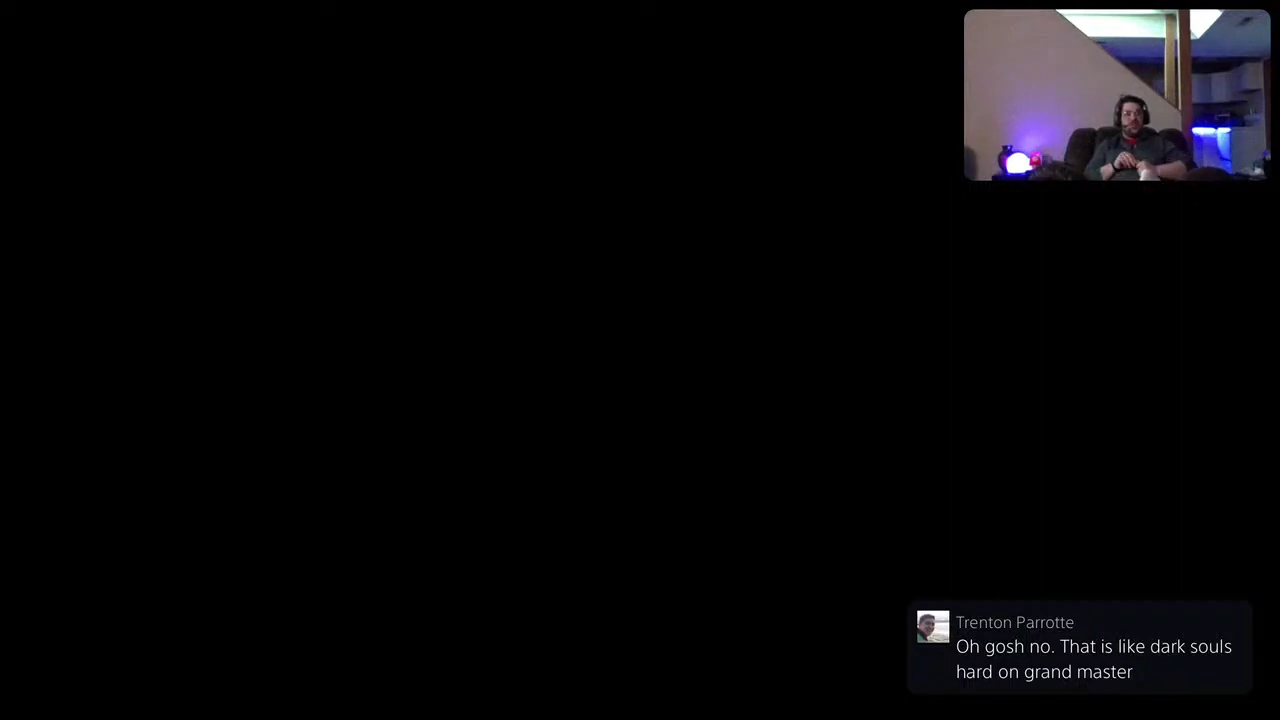 Trenton Parrotte
Oh gosh no. That is like dark souls
hard on grand master